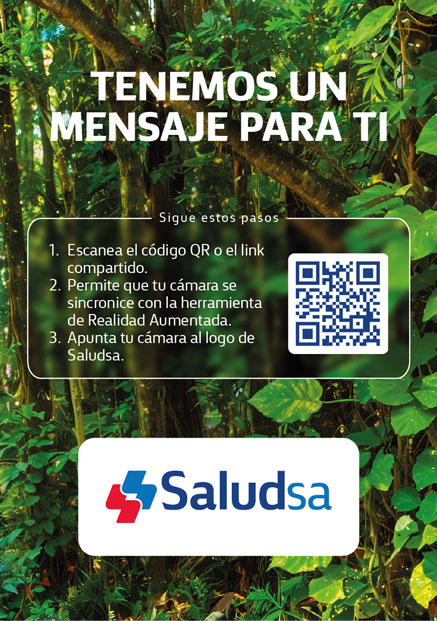 TENEMOS UN
MENSAJE PARA TI
Sigue estos pasos
1. Escanea el código QR o el link
compartido.
2. Permite que tu cámara se
sincronice con la herramienta
de Realidad Aumentada.
3. Apunta tu cámara al logo de
Saludsa.
Saludsa